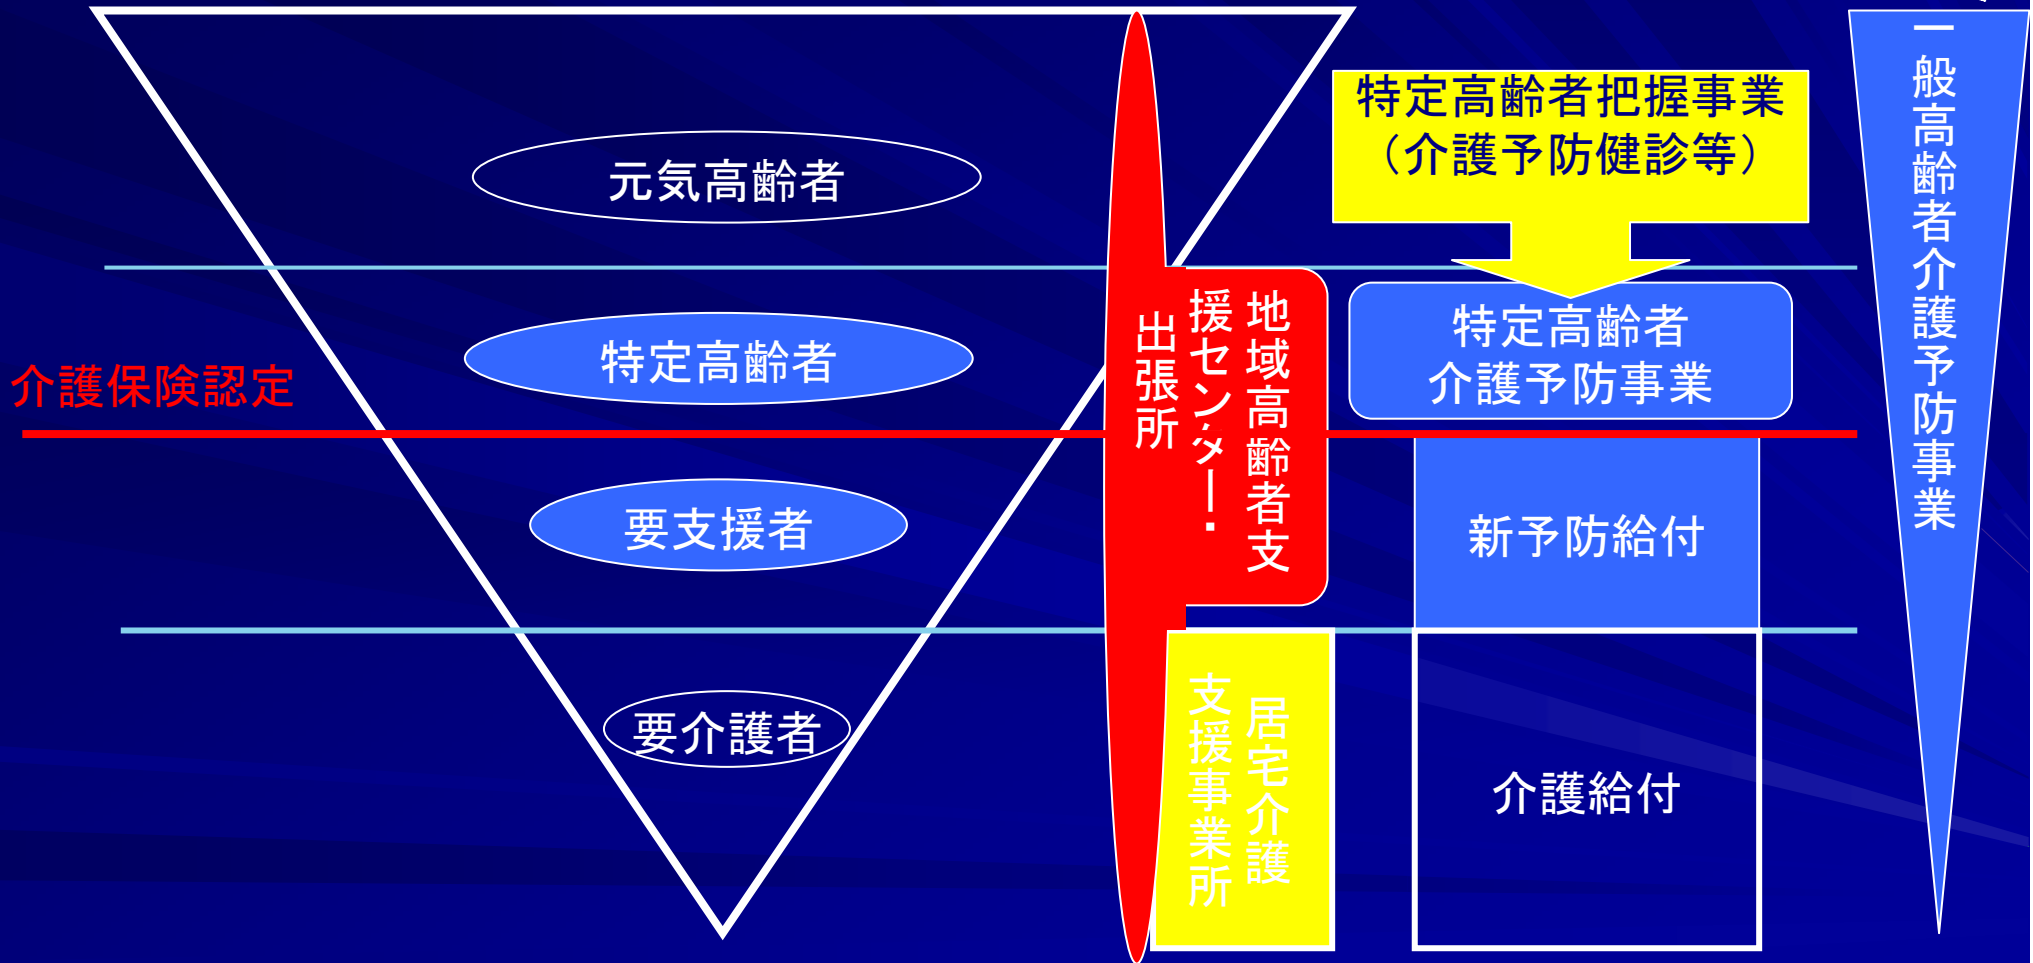 元気高齢者
特定高齢者
介護保険認定
要支援者
要介護者
地域高齢者支
援センター・
出張所
居宅介護
支援事業所
特定高齢者把握事業
（介護予防健診等）
特定高齢者
介護予防事業
新予防給付
介護給付
一般高齢者介護予防事業